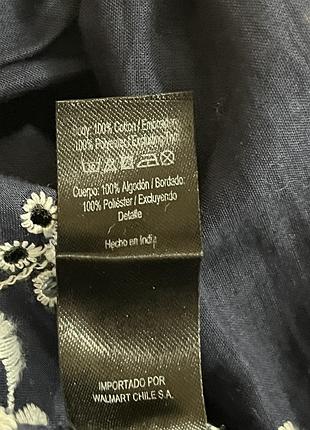 Body: 100% Cotton / Embroidery:
100% Polyester / Excluding Trim
Cuerpo: 100% Algodón / Bordado:
100% Poliéster / Excluyendo
Detalle
Hecho en India
IMPORTADO POR
WALMART CHILE S.A.